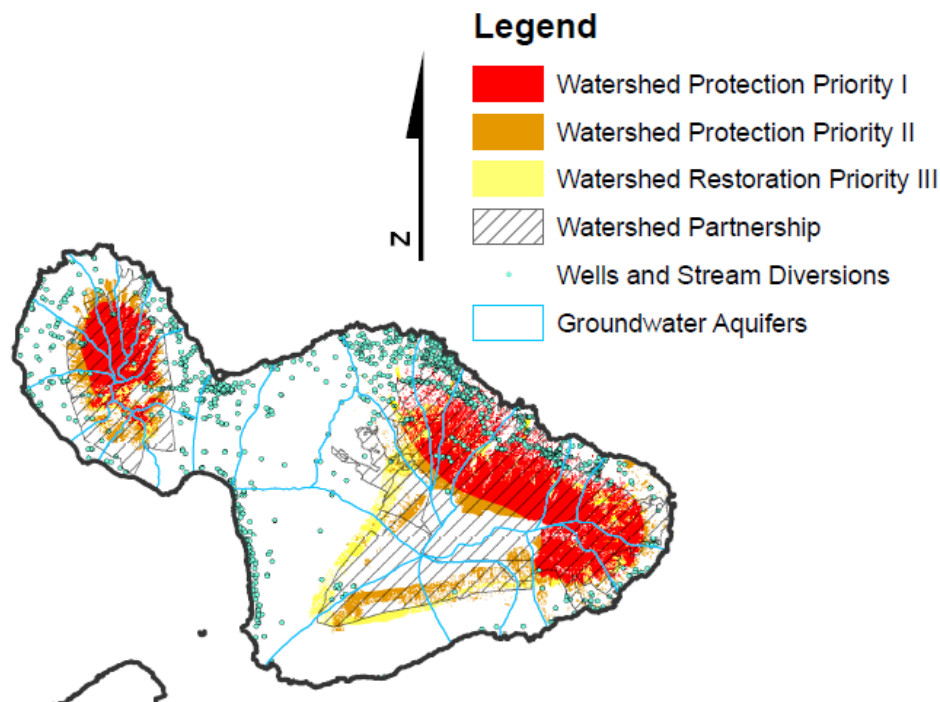 Legend
Watershed Protection Priority I
Watershed Protection Priority II
Watershed Restoration Priority III
Watershed Partnership
Wells and Stream Diversions
Groundwater Aquifers
N